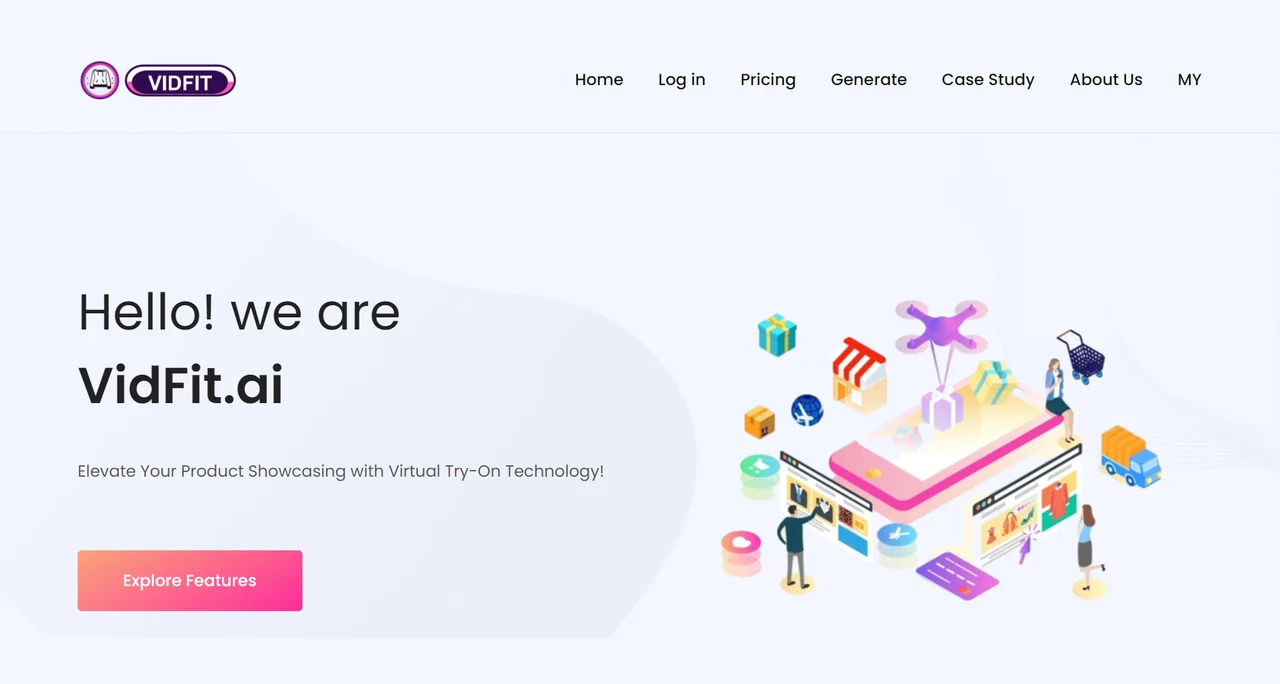 VIDFIT
Home Log in Pricing Generate Case Study About Us MY
Hello! we are
VidFit.ai
Elevate Your Product Showcasing with Virtual Try-On Technology!
Explore Features